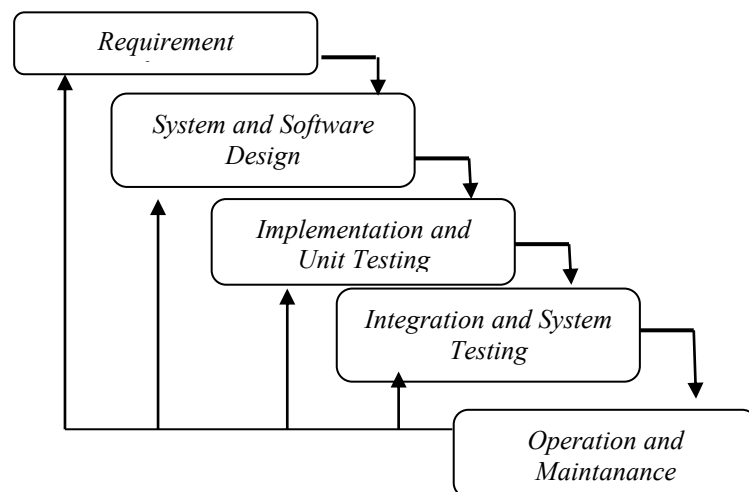 Requirement
System and Software
Design
Implementation and
Unit Testing
Integration and System
Testing
Operation and
Maintanance